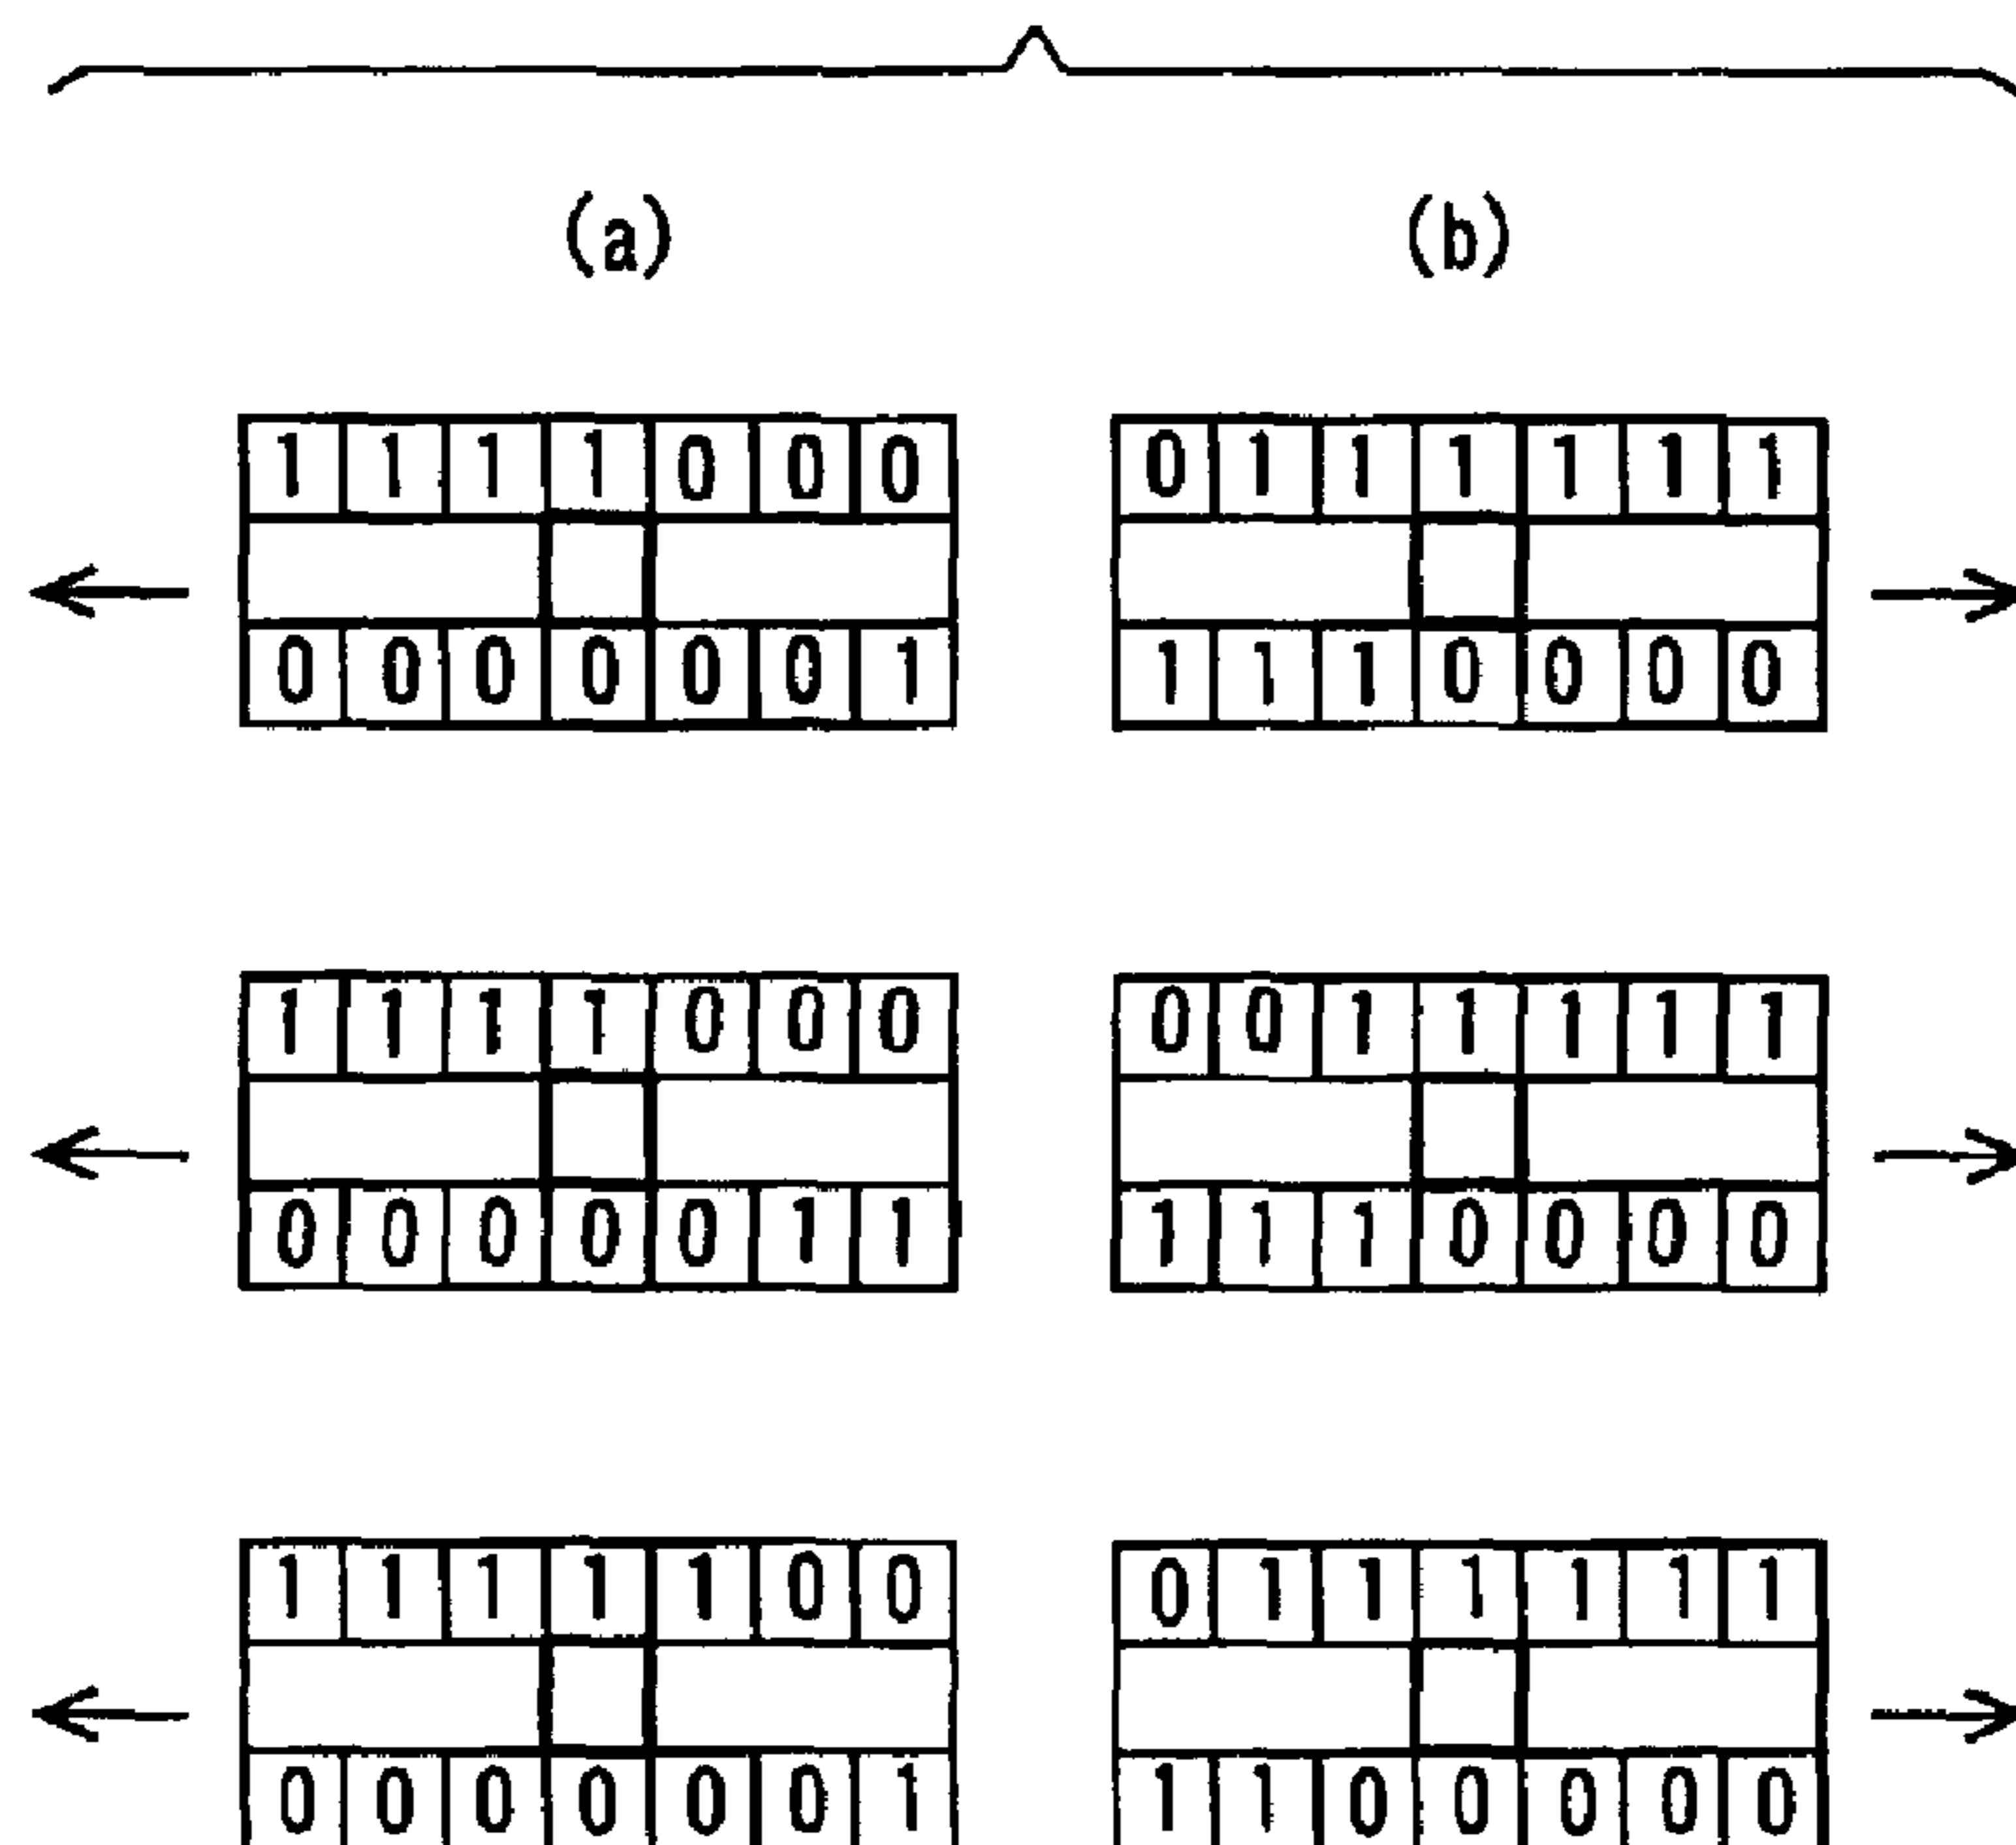 (a) (b)
1 1 1 1 0 0 0 0 1 1 1 1 1 1
0 0 0 0 0 0 1 1 1 1 0 0 0 0
1 1 1 1 0 0 0 0 0 1 1 1 1 1
0 0 0 0 0 1 1 1 1 1 0 0 0 0
1 1 1 1 1 0 0 0 1 1 1 1 1 1
0 0 0 0 0 0 1 1 1 0 0 0 0 0